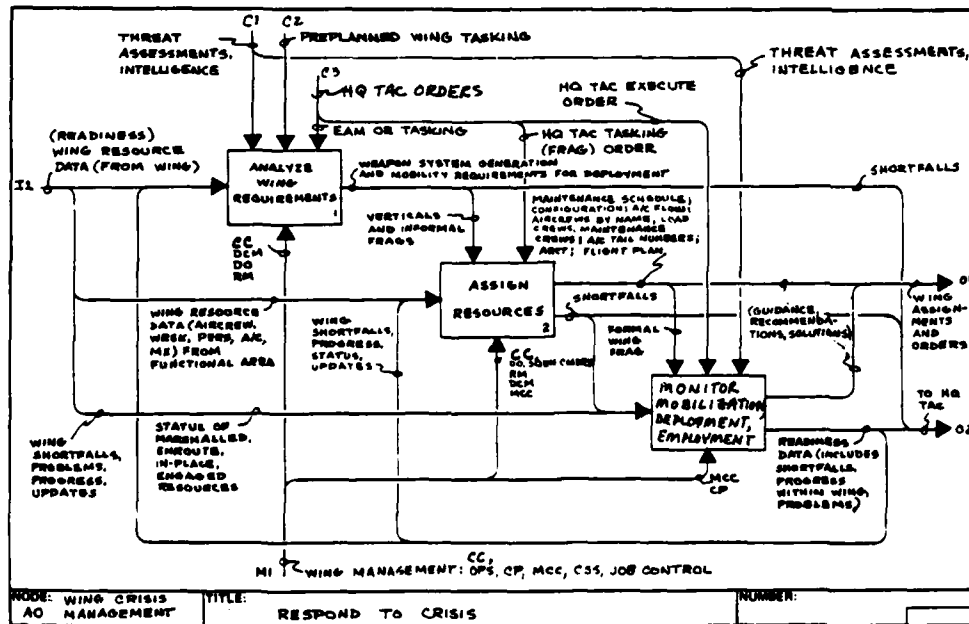 C1
C2
THREAT
ASSESSMENTS,
INTELLIGENCE
PREPLANNED WING TASKING
C3
HQ TAC ORDERS
EAM OR TASKING
HQ TAC EXECUTE
ORDER
THREAT ASSESSMENTS,
INTELLIGENCE
HQ TAC TASKING
(FRAG) ORDER
(READINESS)
WING RESOURCE
DATA (FROM WING)
I1
ANALYZE
WING
REQUIREMENTS
1
WEAPON SYSTEM GENERATION
AND MOBILITY REQUIREMENTS FOR DEPLOYMENT
SHORTFALLS
CC
DCM
DO
RM
VERTICALS
AND INFORMAL
FRAGS
MAINTENANCE SCHEDULE;
CONFIGURATION; A/C FLOW;
AIRCREWS BY NAME, LOAD
CREWS, MAINTENANCE
CREWS; A/C TAIL NUMBERS;
ARCT; FLIGHT PLAN
ASSIGN
RESOURCES
2
SHORTFALLS
WING RESOURCE
DATA (AIRCREW,
WRSK, PERS, A/C,
MX) FROM
FUNCTIONAL AREA
WING
SHORTFALLS,
PROGRESS,
STATUS,
UPDATES
CC,
DO, SQDN CMDRS
RM
DCM
MCC
FORMAL
WING
FRAG
(GUIDANCE,
RECOMMENDA-
TIONS, SOLUTIONS)
O1
WING
ASSIGN-
MENTS
AND
ORDERS
MONITOR
MOBILIZATION,
DEPLOYMENT,
EMPLOYMENT
TO HQ
TAC
O2
WING
SHORTFALLS,
PROBLEMS,
PROGRESS,
UPDATES
STATUS OF
MARSHALLED,
ENROUTE,
IN-PLACE,
ENGAGED
RESOURCES
MCC
CP
READINESS
DATA (INCLUDES
SHORTFALLS,
PROGRESS
WITHIN WING,
PROBLEMS)
M1
WING MANAGEMENT: CC, OPS, CP, MCC, CSS, JOB CONTROL
NODE: WING CRISIS
AO MANAGEMENT
TITLE:
RESPOND TO CRISIS
NUMBER: